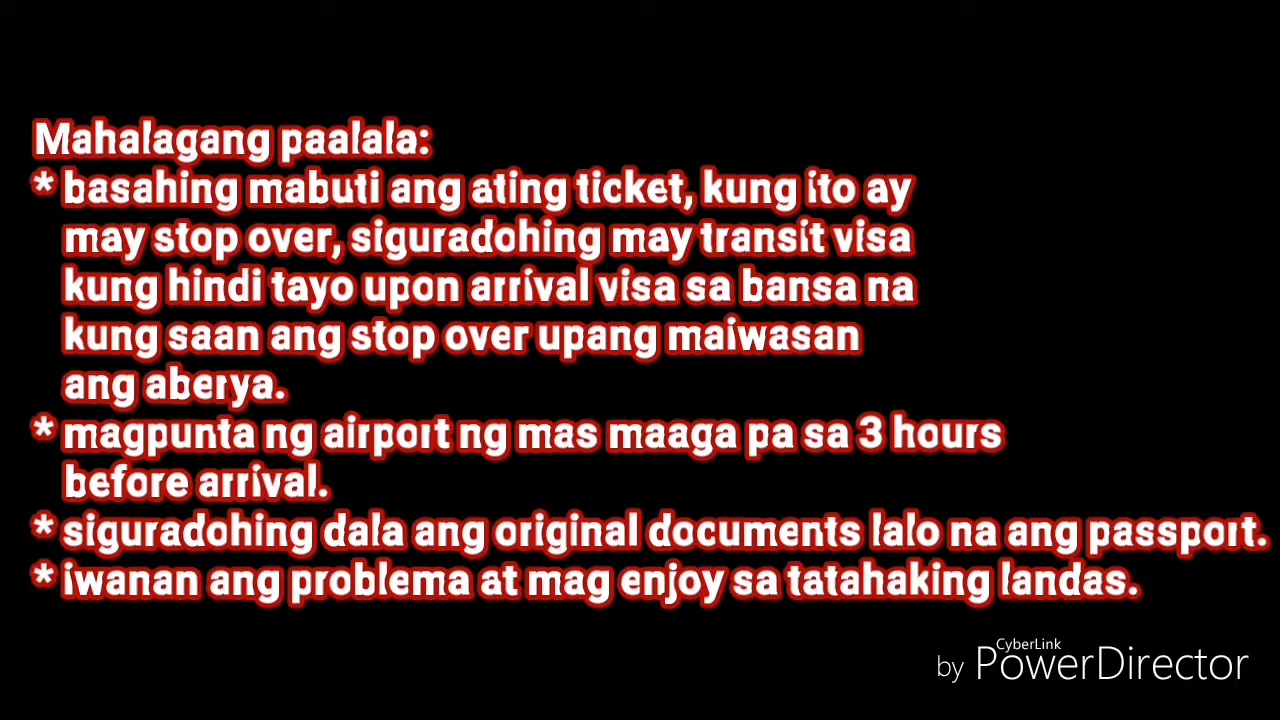 Mahalagang paalala:
* basahing mabuti ang ating ticket, kung ito ay
may stop over, siguradohing may transit visa
kung hindi tayo upon arrival visa sa bansa na
kung saan ang stop over upang maiwasan
ang aberya.
* magpunta ng airport ng mas maaga pa sa 3 hours
before arrival.
* siguradohing dala ang original documents lalo na ang passport.
* iwanan ang problema at mag enjoy sa tatahaking landas.
CyberLink
by PowerDirector